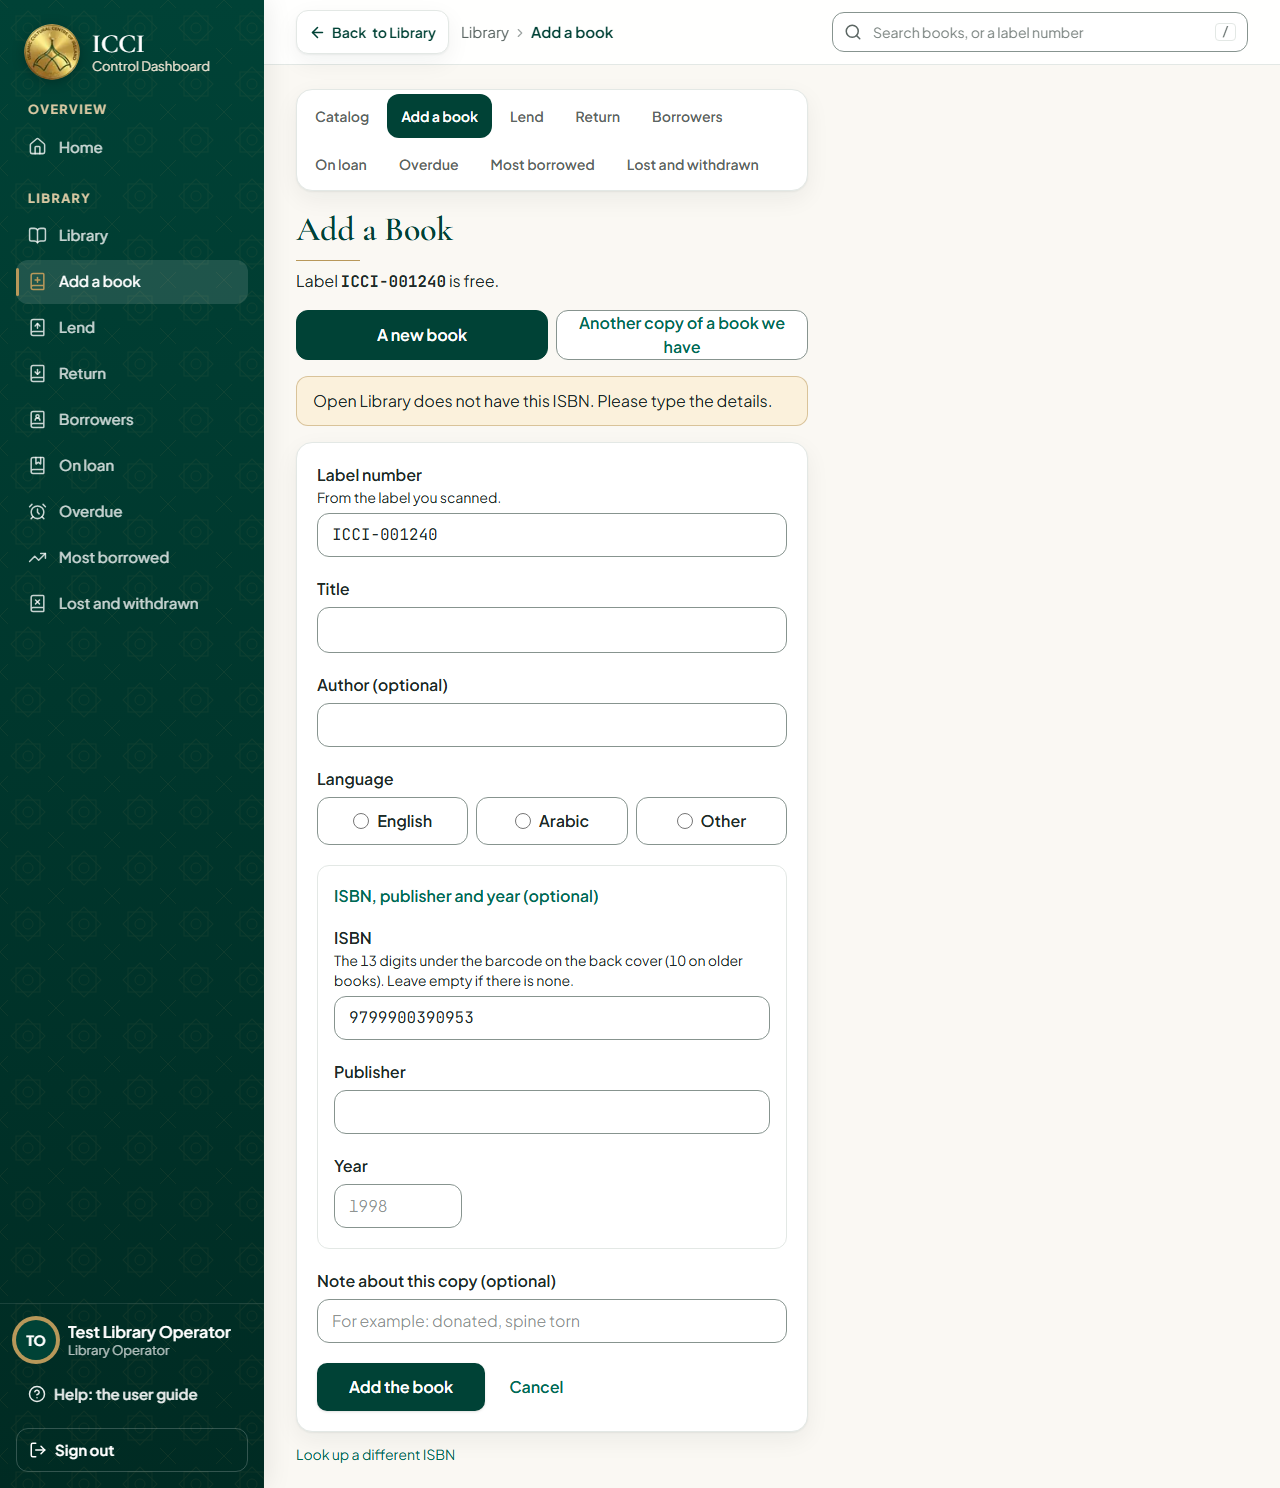 ICCI
Control Dashboard
OVERVIEW
Home
LIBRARY
Library
Add a book
Lend
Return
Borrowers
On loan
Overdue
Most borrowed
Lost and withdrawn
TO
Test Library Operator
Library Operator
Help: the user guide
Sign out
Back to Library
Library > Add a book
Search books, or a label number
/
Catalog
Add a book
Lend
Return
Borrowers
On loan
Overdue
Most borrowed
Lost and withdrawn
Add a Book
Label ICCI-001240 is free.
A new book
Another copy of a book we
have
Open Library does not have this ISBN. Please type the details.
Label number
From the label you scanned.
ICCI-001240
Title
Author (optional)
Language
English
Arabic
Other
ISBN, publisher and year (optional)
ISBN
The 13 digits under the barcode on the back cover (10 on older
books). Leave empty if there is none.
9799900390953
Publisher
Year
1998
Note about this copy (optional)
For example: donated, spine torn
Add the book
Cancel
Look up a different ISBN